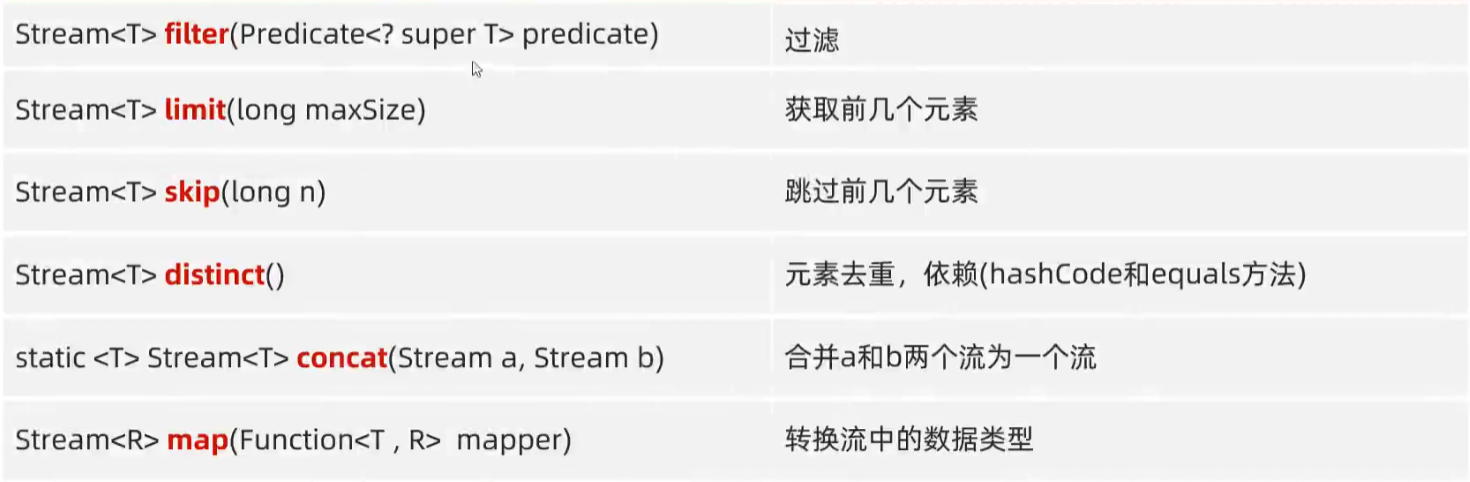 Stream<T> filter(Predicate<? super T> predicate) 过滤
Stream<T> limit(long maxSize) 获取前几个元素
Stream<T> skip(long n) 跳过前几个元素
Stream<T> distinct() 元素去重，依赖(hashCode和equals方法)
static <T> Stream<T> concat(Stream a, Stream b) 合并a和b两个流为一个流
Stream<R> map(Function<T , R> mapper) 转换流中的数据类型